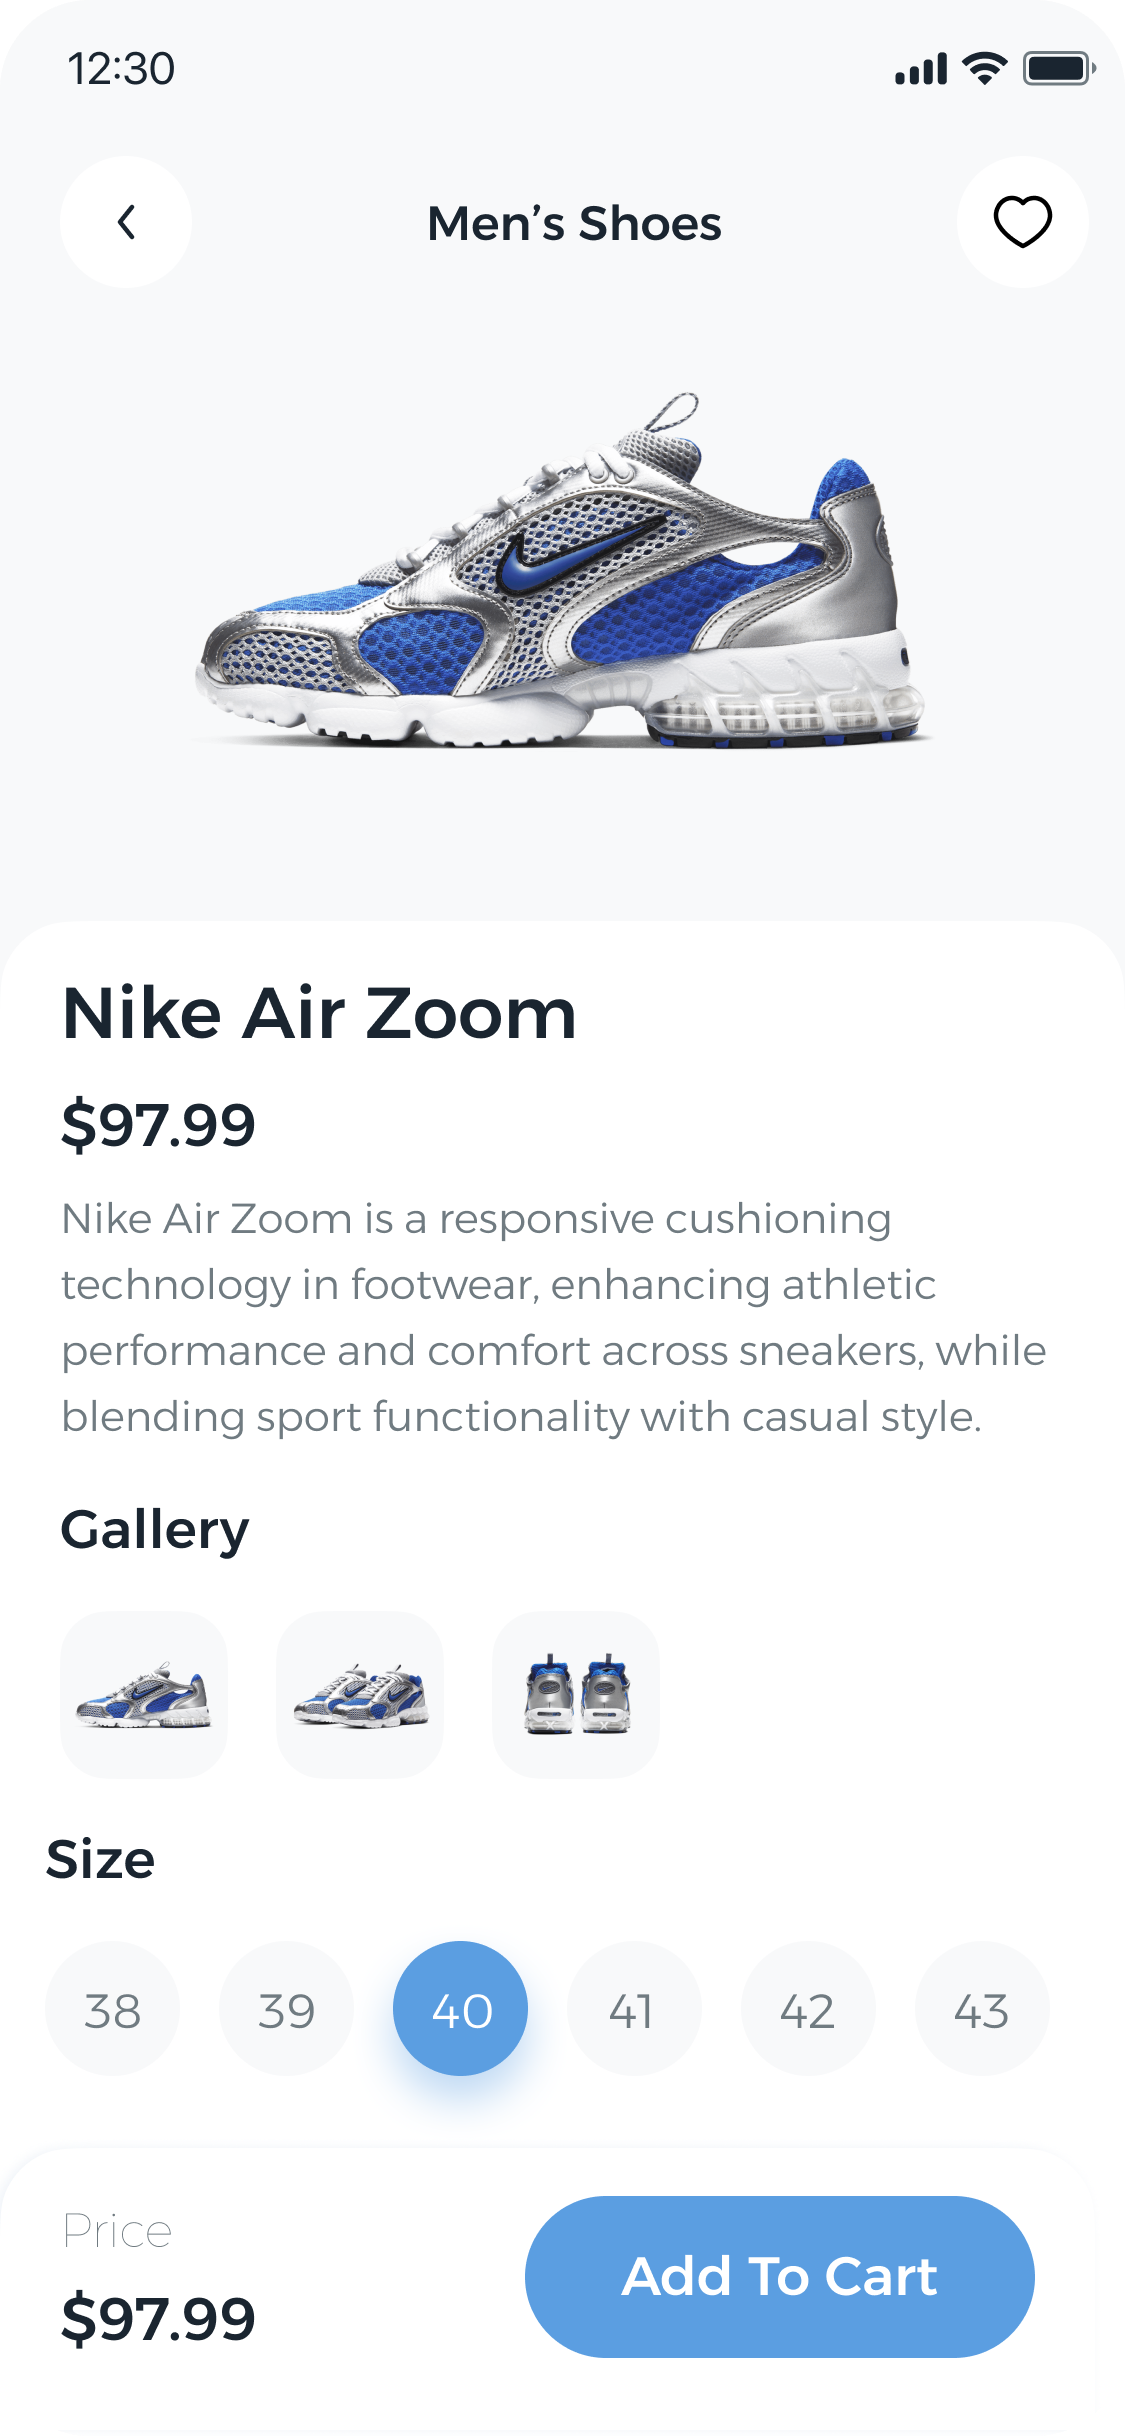 12:30
Men’s Shoes
Nike Air Zoom
$97.99
Nike Air Zoom is a responsive cushioning
technology in footwear, enhancing athletic
performance and comfort across sneakers, while
blending sport functionality with casual style.
Gallery
Size
38 39 40 41 42 43
Price
$97.99
Add To Cart